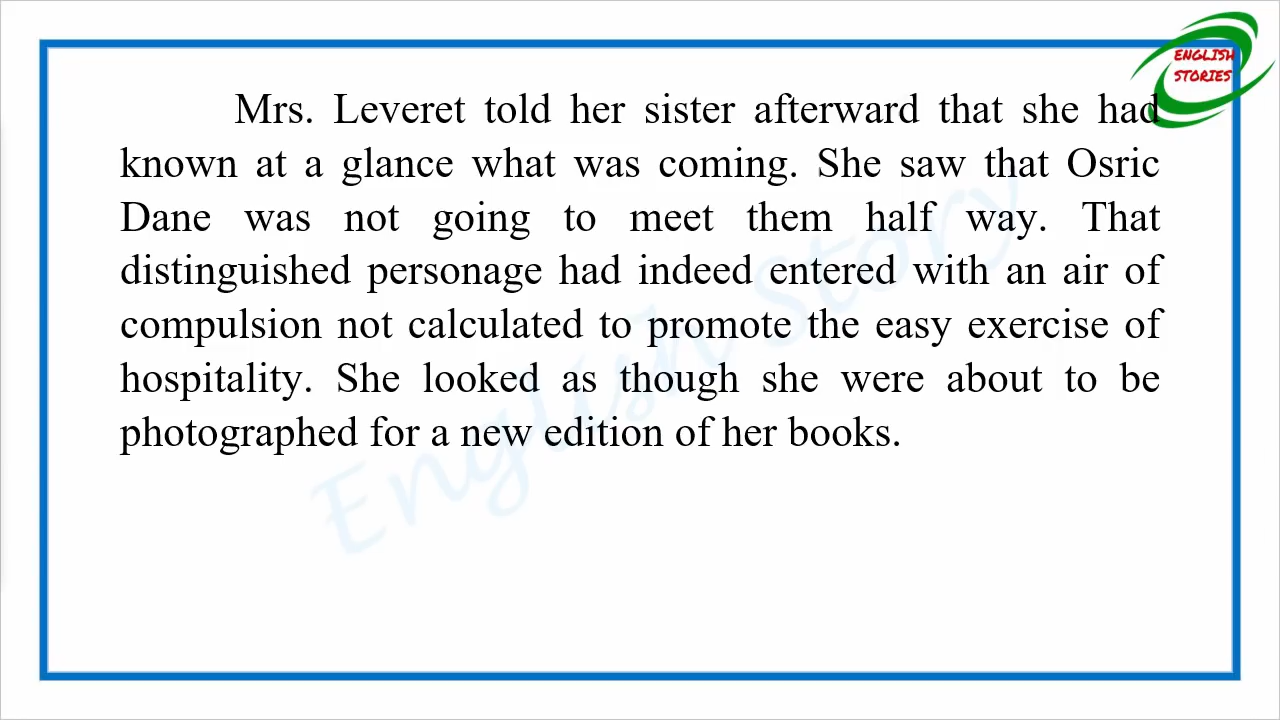 ENGLISH
STORIES
Mrs. Leveret told her sister afterward that she had
known at a glance what was coming. She saw that Osric
Dane was not going to meet them half way. That
distinguished personage had indeed entered with an air of
compulsion not calculated to promote the easy exercise of
hospitality. She looked as though she were about to be
photographed for a new edition of her books.
English Story